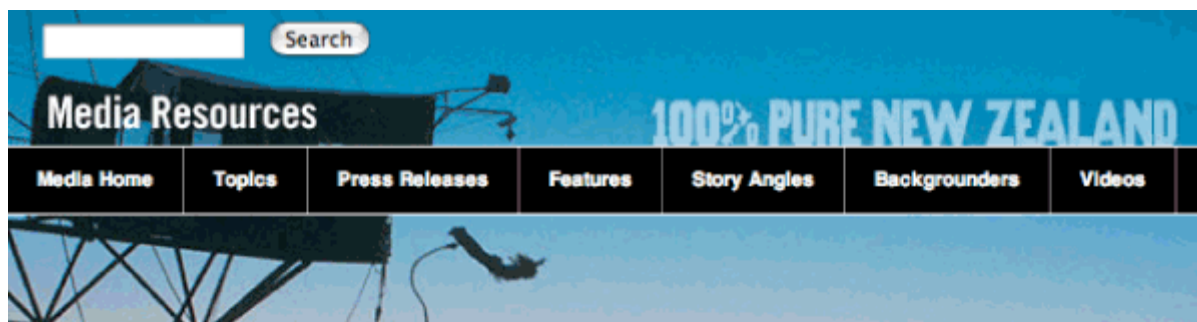 Search
Media Resources
100% PURE NEW ZEALAND
Media Home Topics Press Releases Features Story Angles Backgrounders Videos